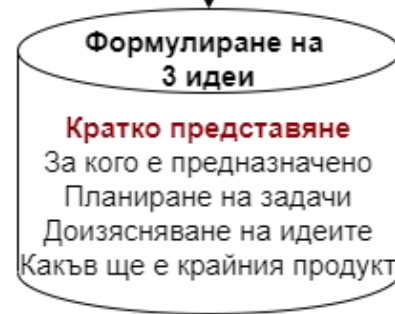 Формулиране на
3 идеи
Кратко представяне
За кого е предназначено
Планиране на задачи
Доизясняване на идеите
Какъв ще е крайния продукт